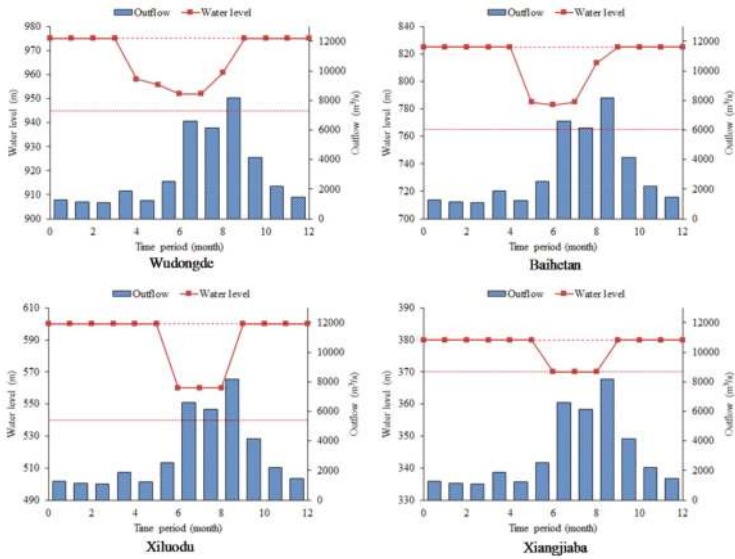 Outflow Water level
980
970
960
950
940
930
920
910
900
Water level (m)
12000
10000
8000
6000
4000
2000
0
Outflow (m³/s)
0 2 4 6 8 10 12
Time period (month)
Wudongde
Outflow Water level
840
820
800
780
760
740
720
700
Water level (m)
12000
10000
8000
6000
4000
2000
0
Outflow (m³/s)
0 2 4 6 8 10 12
Time period (month)
Baihetan
Outflow Water level
610
590
570
550
530
510
490
Water level (m)
12000
10000
8000
6000
4000
2000
0
Outflow (m³/s)
0 2 4 6 8 10 12
Time period (month)
Xiluodu
Outflow Water level
390
380
370
360
350
340
330
Water level (m)
12000
10000
8000
6000
4000
2000
0
Outflow (m³/s)
0 2 4 6 8 10 12
Time period (month)
Xiangjiaba